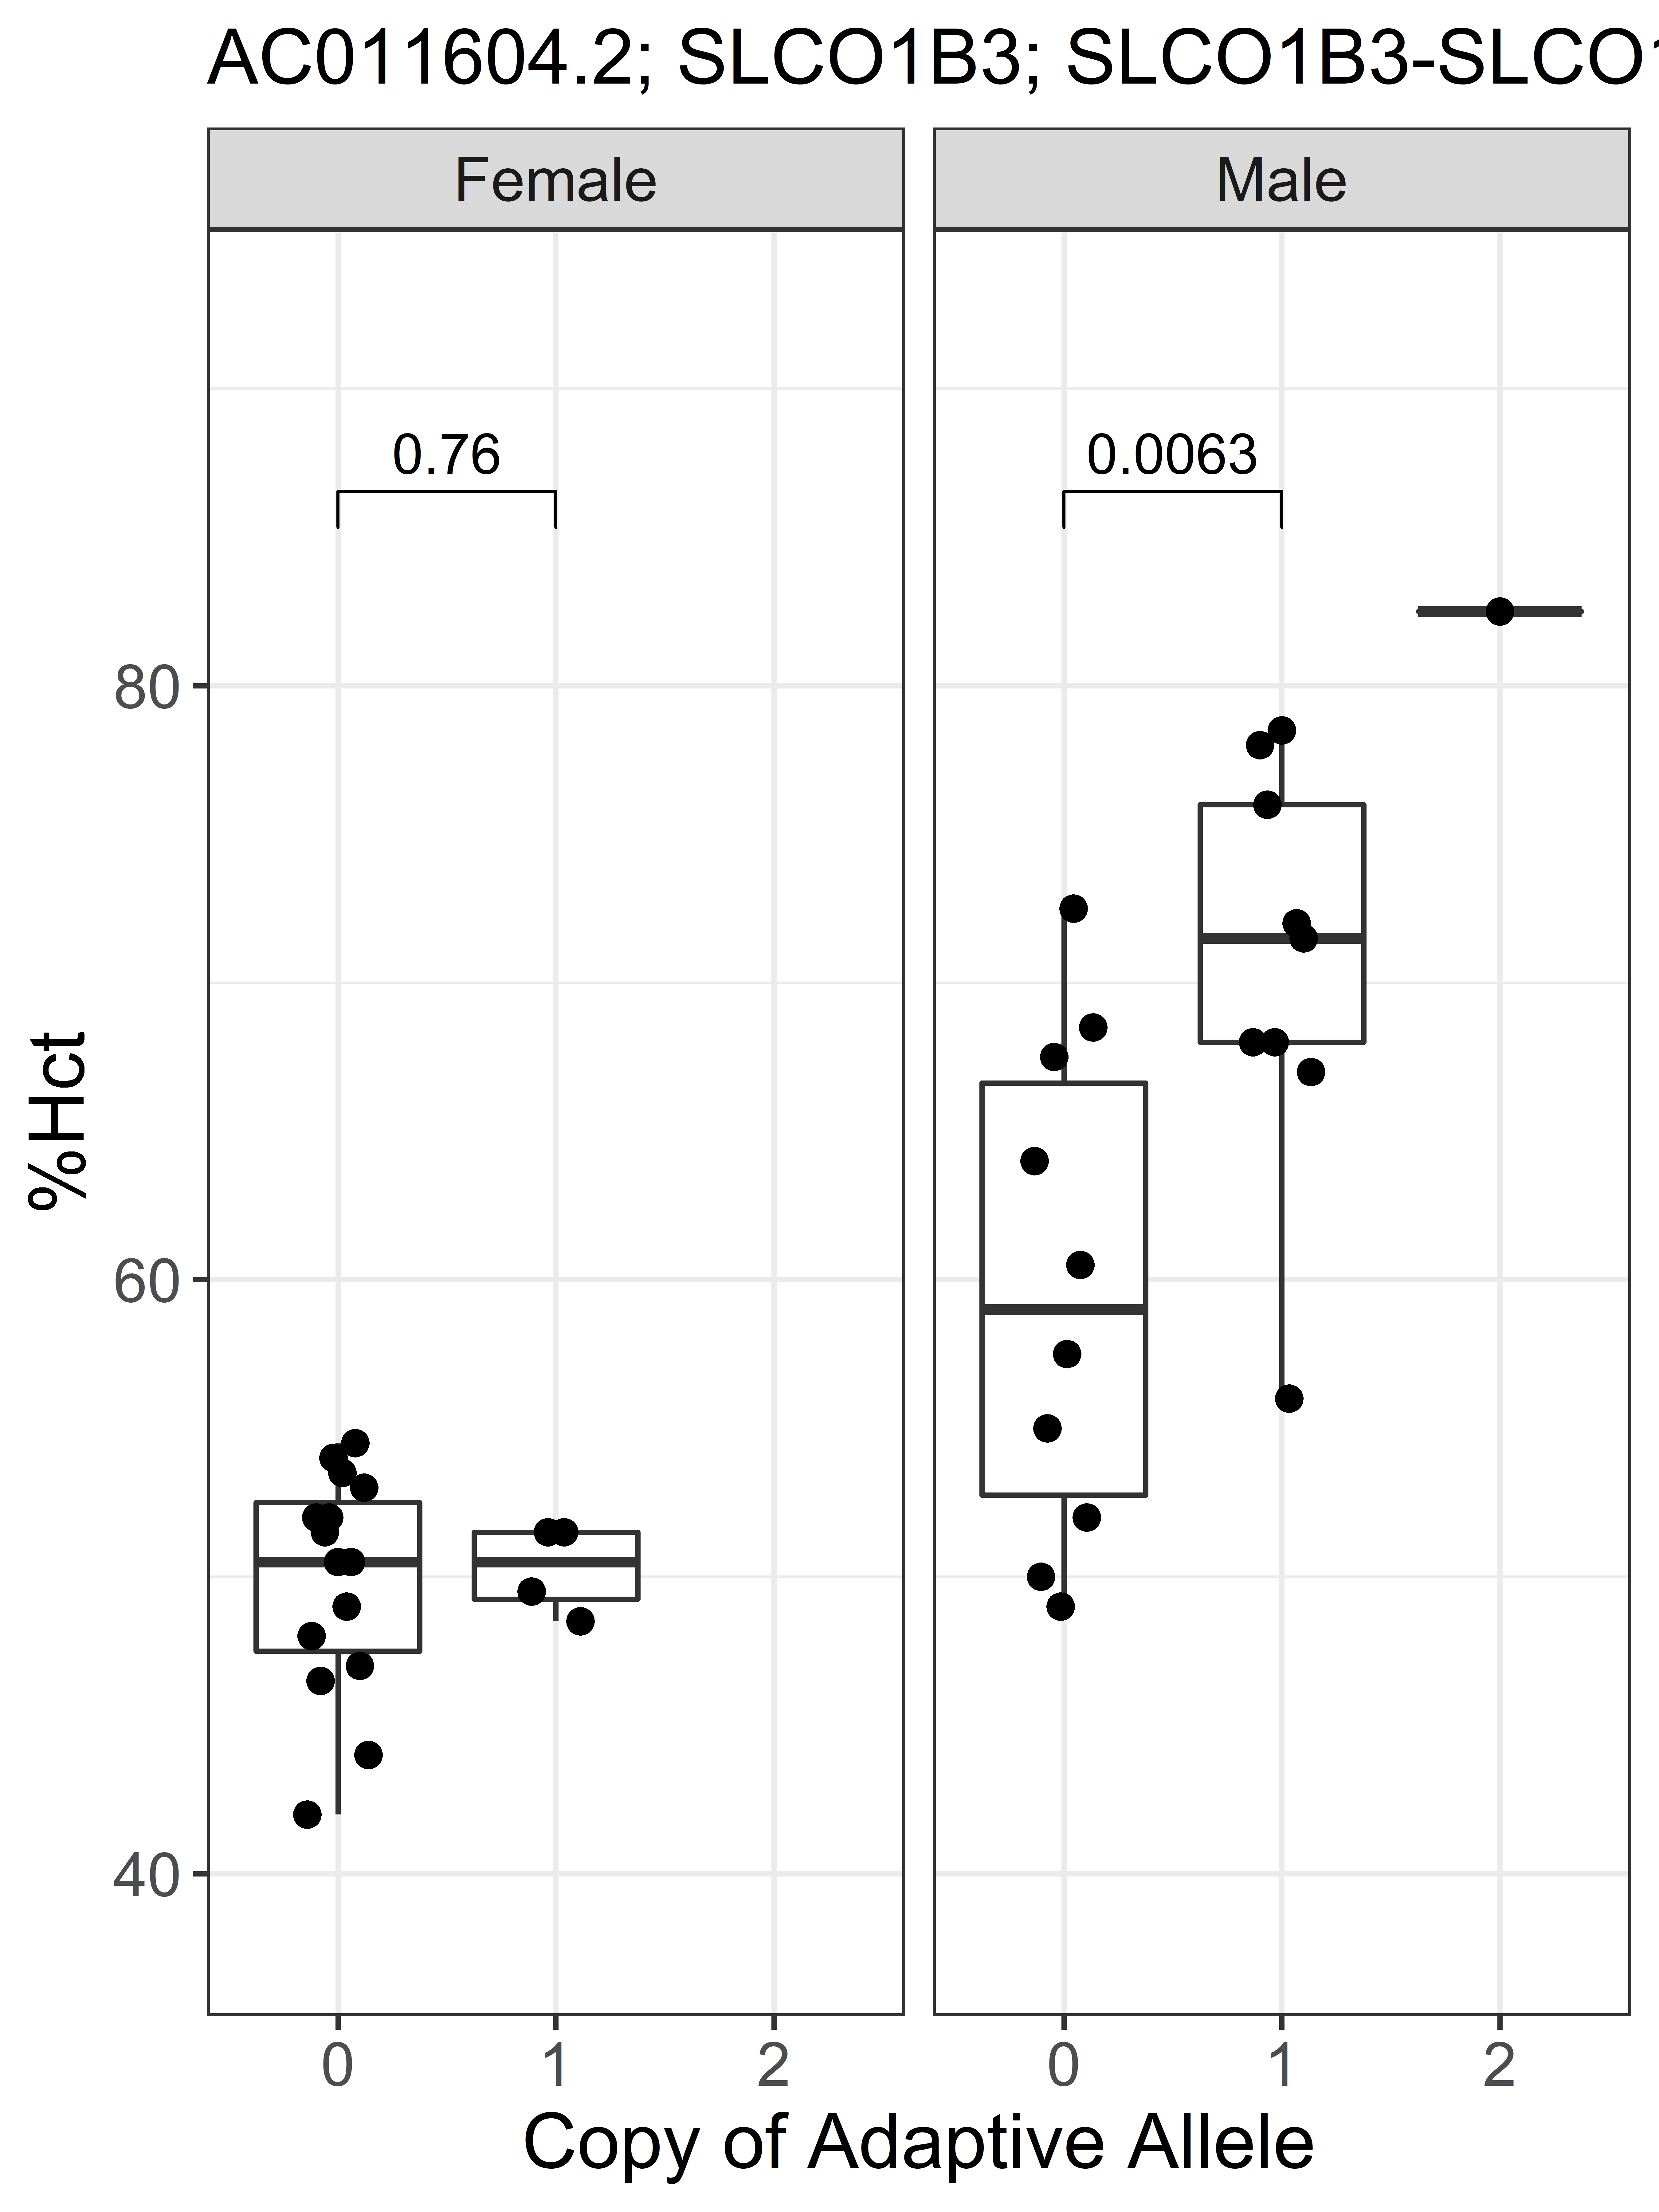 AC011604.2; SLCO1B3; SLCO1B3-SLCO1
Female
Male
0.76
0.0063
%Hct
80
60
40
0 1 2
0 1 2
Copy of Adaptive Allele